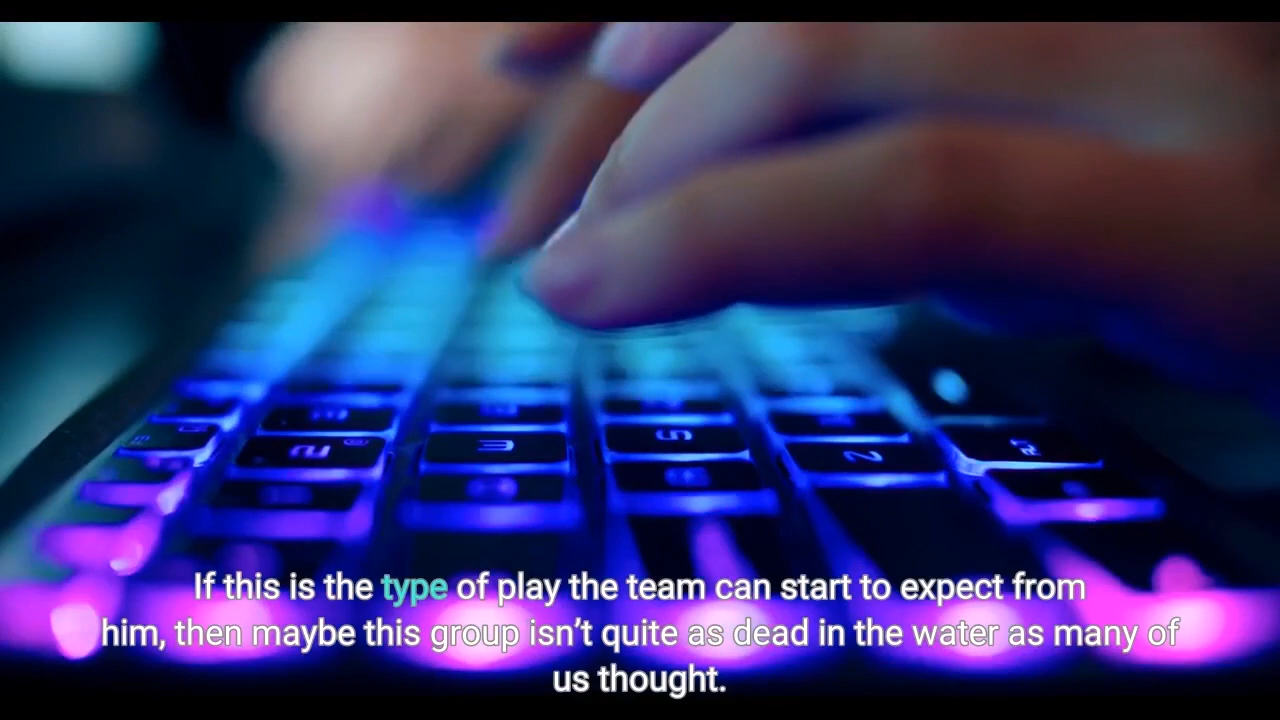 If this is the type of play the team can start to expect from
him, then maybe this group isn’t quite as dead in the water as many of
us thought.